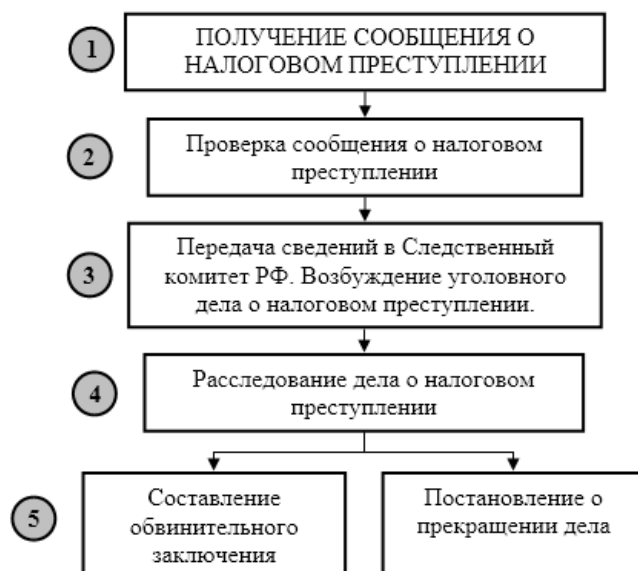 1
ПОЛУЧЕНИЕ СООБЩЕНИЯ О
НАЛОГОВОМ ПРЕСТУПЛЕНИИ
2
Проверка сообщения о налоговом
преступлении
3
Передача сведений в Следственный
комитет РФ. Возбуждение уголовного
дела о налоговом преступлении.
4
Расследование дела о налоговом
преступлении
5
Составление
обвинительного
заключения
Постановление о
прекращении дела